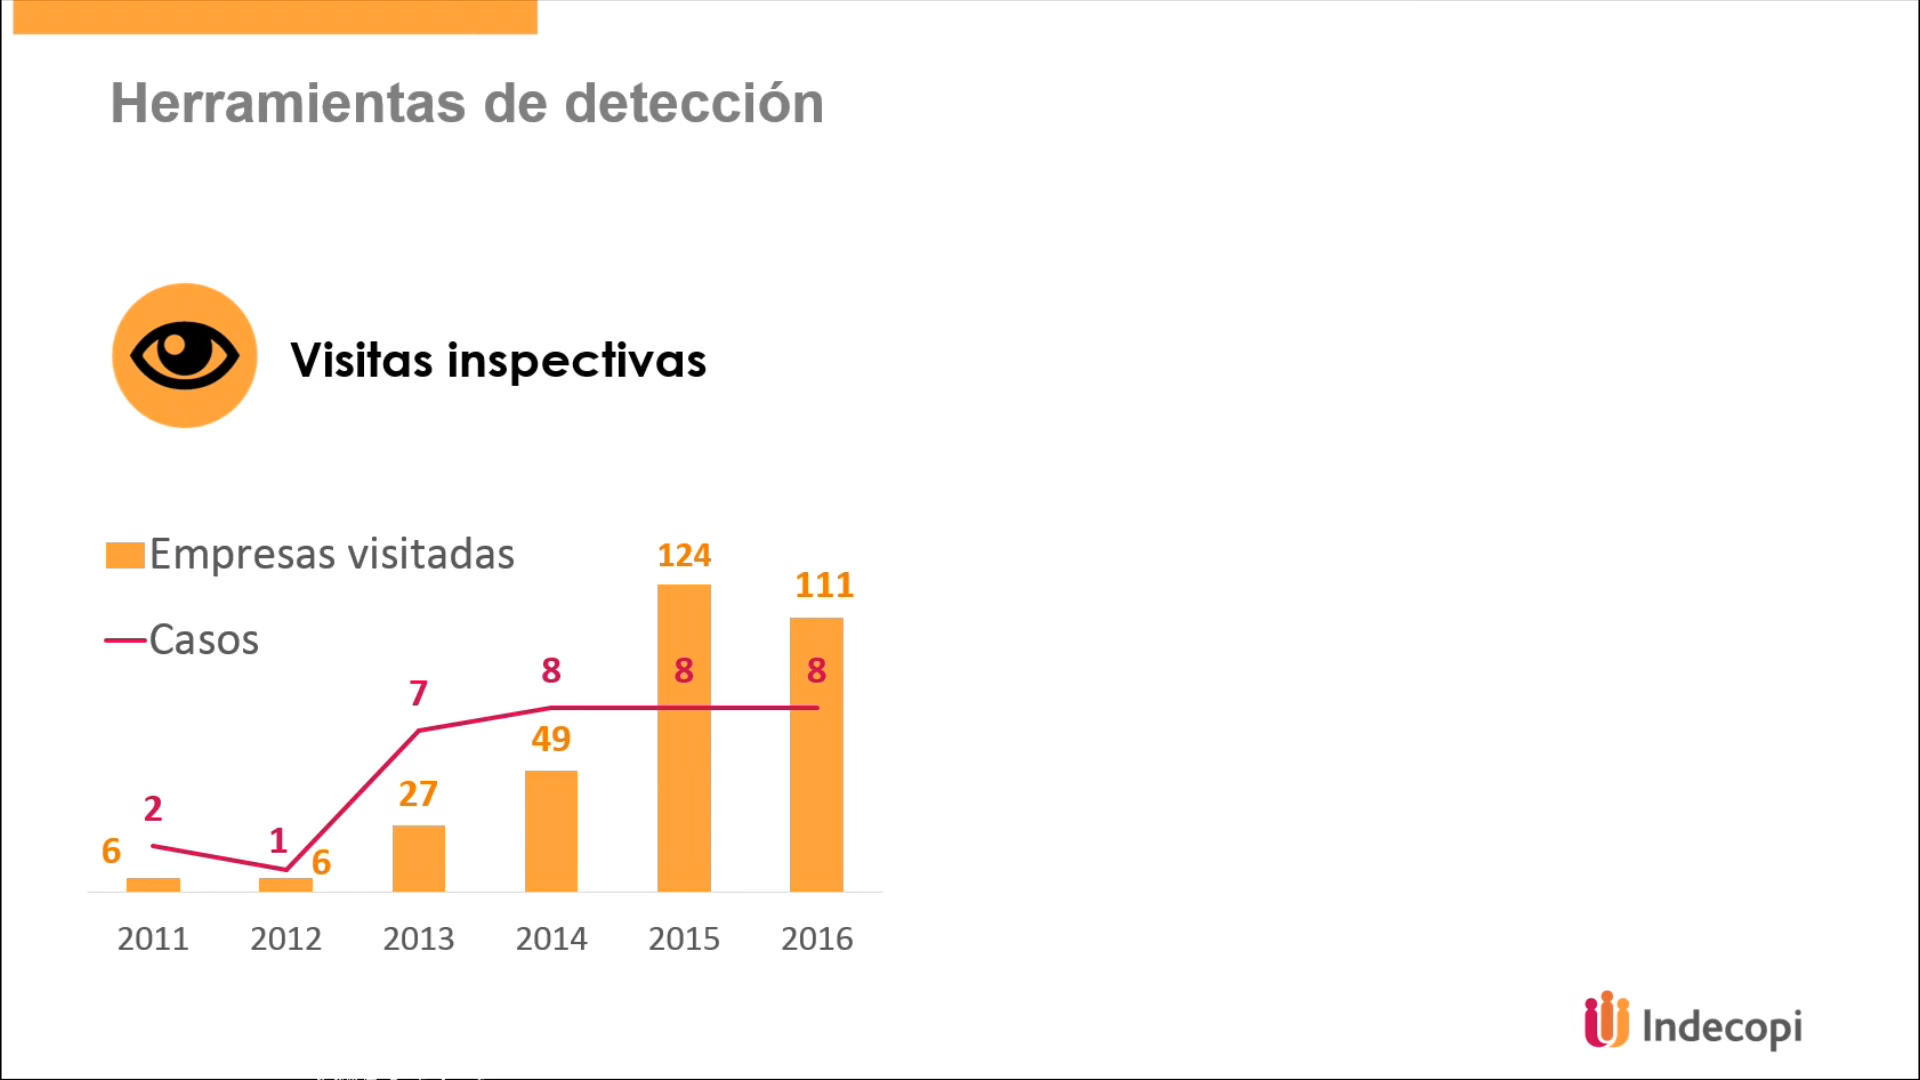 Herramientas de detección
Visitas inspectivas
Empresas visitadas
Casos
124
111
8
8
8
7
49
27
2
1
6
6
2011 2012 2013 2014 2015 2016
Indecopi